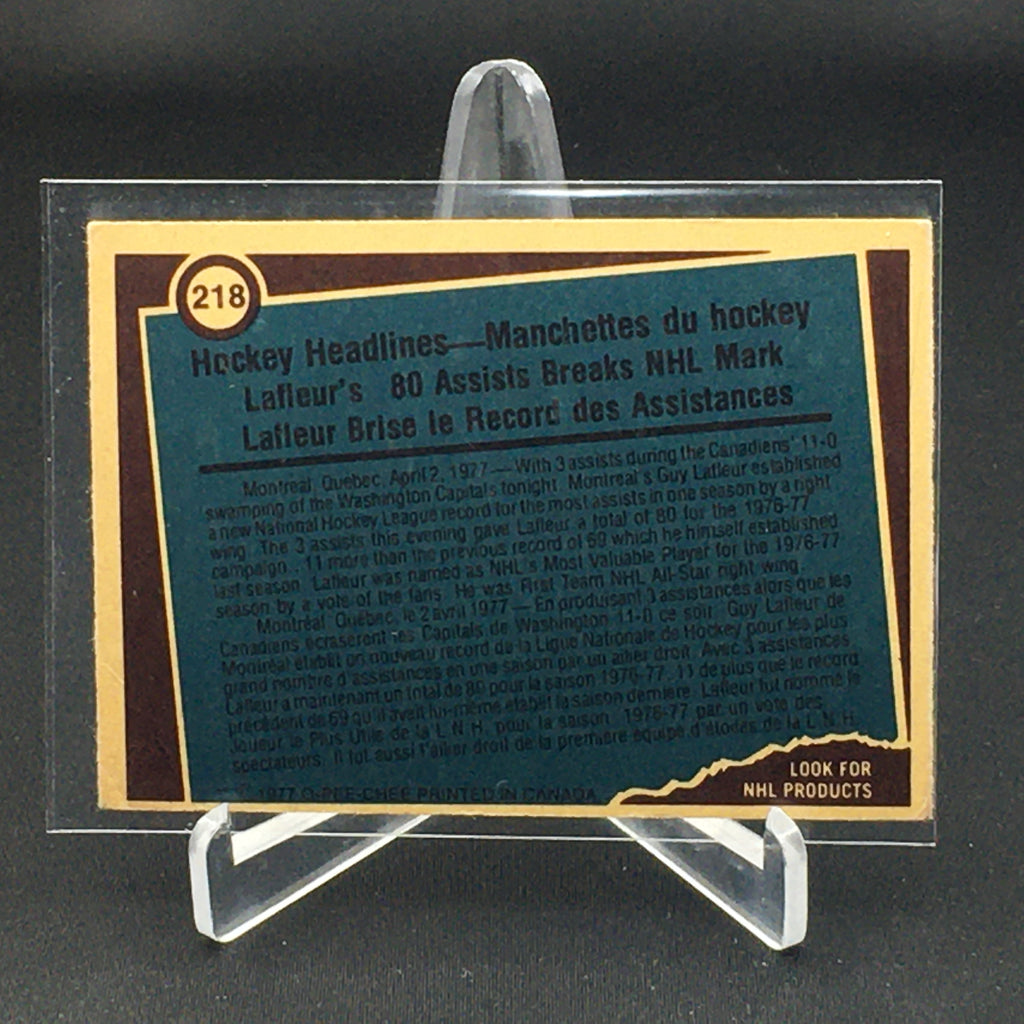 218
Hockey Headlines—Manchettes du hockey
Lafleur's 80 Assists Breaks NHL Mark
Lafleur Brise le Record des Assistances
Montreal, Quebec, April 2, 1977 — With 3 assists during the Canadiens' 11-0
swamping of the Washington Capitals tonight, Montreal's Guy Lafleur established
a new National Hockey League record for the most assists in one season by a right
wing. The 3 assists this evening gave Lafleur a total of 80 for the 1976-77
campaign . 11 more than the previous record of 69 which he himself established
last season. Lafleur was named as NHL's Most Valuable Player for the 1976-77
season by a vote of the fans. He was First Team NHL All-Star right wing.
Montréal, Québec, le 2 avril 1977 — En produisant 3 assistances alors que les
Canadiens écraserent les Capitals de Washington 11-0 ce soir, Guy Lafleur de
Montréal établit un nouveau record de la Ligue Nationale de Hockey pour les plus
grand nombre d'assistances en une saison par un ailier droit. Avec 3 assistances,
Lafleur a maintenant un total de 80 pour la saison 1976-77, 11 de plus que le record
précédent de 69 qu'il avait lui-même établi la saison dernière. Lafleur fut nommé le
Joueur le Plus Utile de la L.N.H. pour la saison 1976-77 par un vote des
spectateurs. Il fut aussi l'ailier droit de la première équipe d'étoiles de la L.N.H.
1977 O-PEE-CHEE PRINTED IN CANADA
LOOK FOR
NHL PRODUCTS